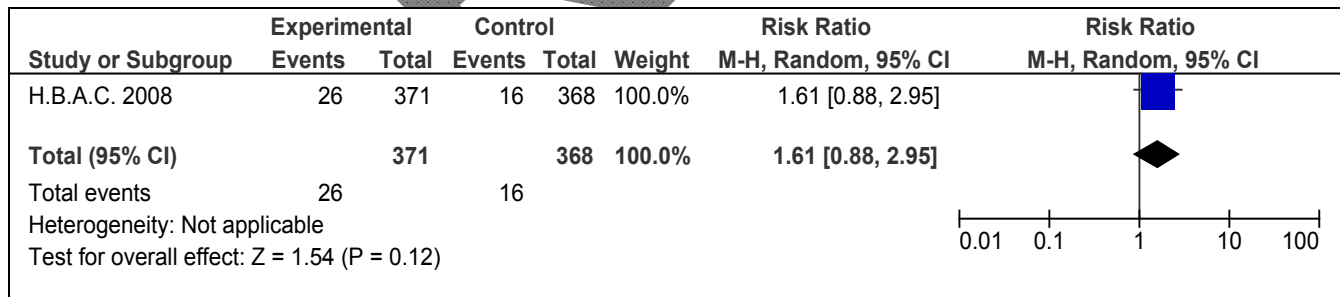 Experimental Control Risk Ratio Risk Ratio
Study or Subgroup Events Total Events Total Weight M-H, Random, 95% CI M-H, Random, 95% CI
H.B.A.C. 2008 26 371 16 368 100.0% 1.61 [0.88, 2.95]
Total (95% CI) 371 368 100.0% 1.61 [0.88, 2.95]
Total events 26 16
Heterogeneity: Not applicable
Test for overall effect: Z = 1.54 (P = 0.12)
0.01 0.1 1 10 100